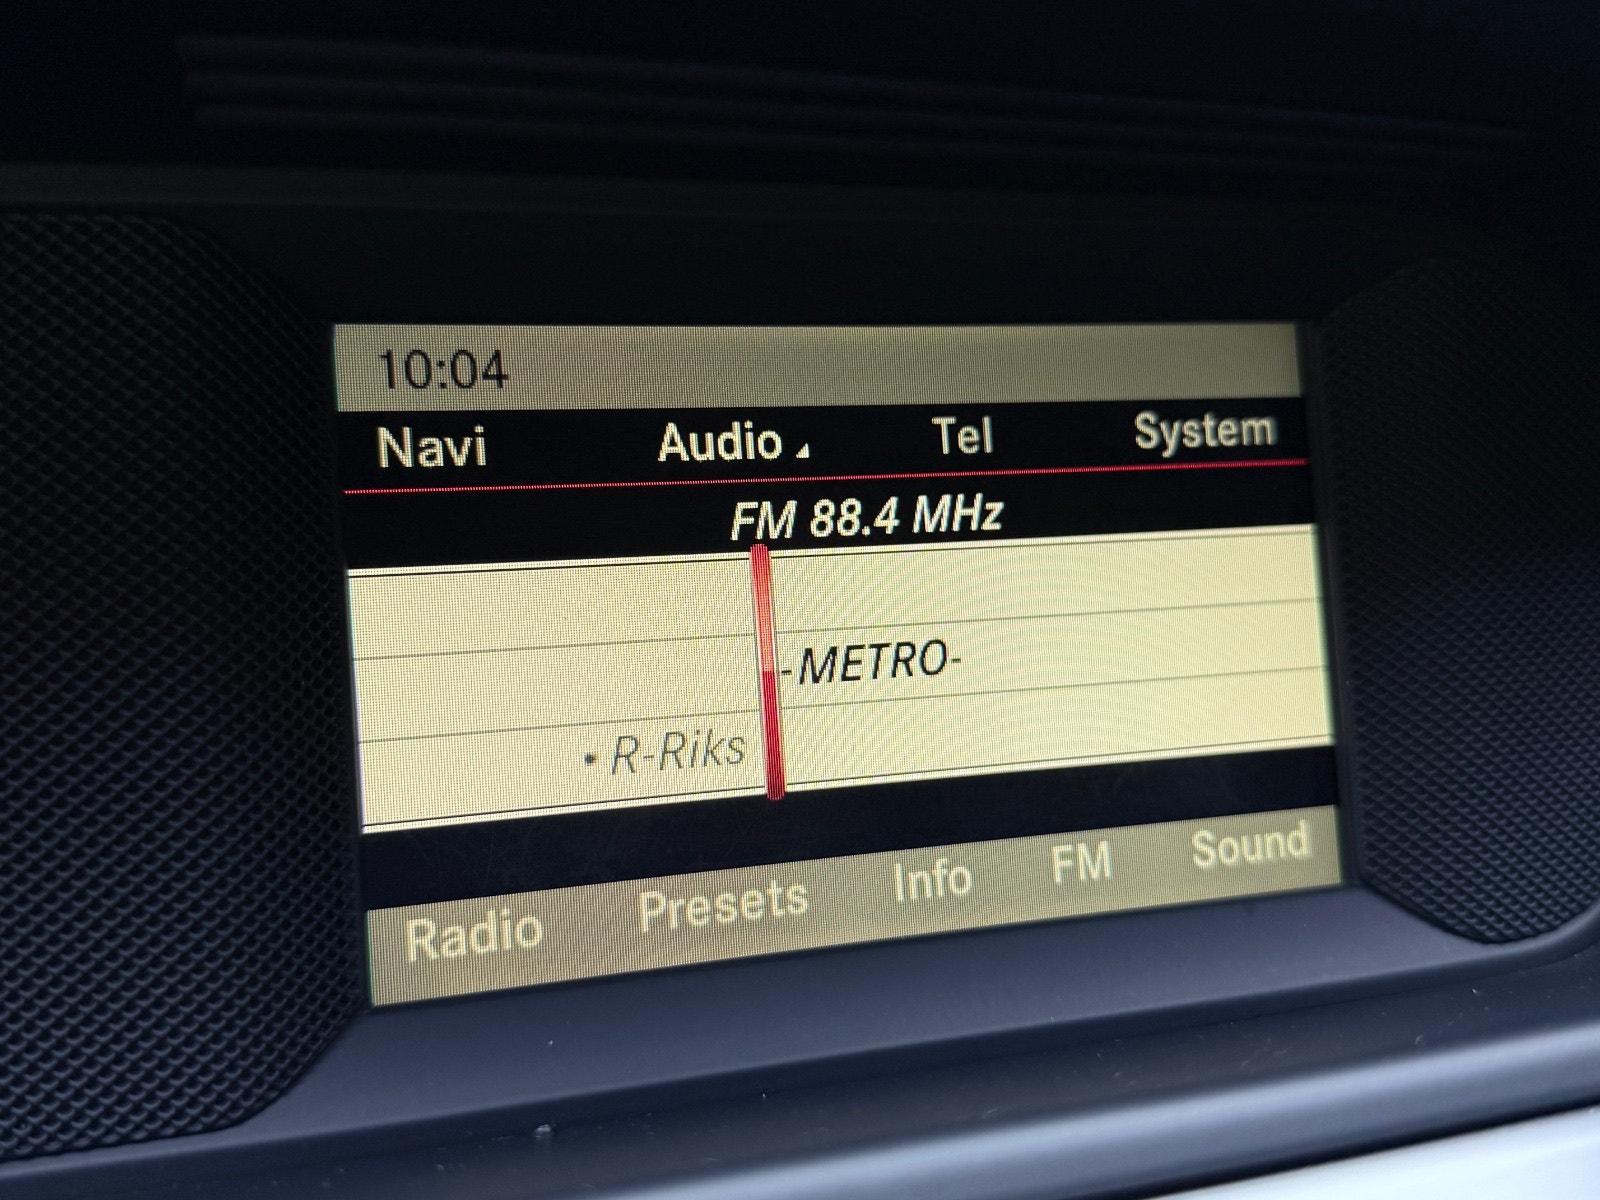 10:04
Navi Audio Tel System
FM 88.4 MHz
-METRO-
• R-Riks
Radio Presets Info FM Sound